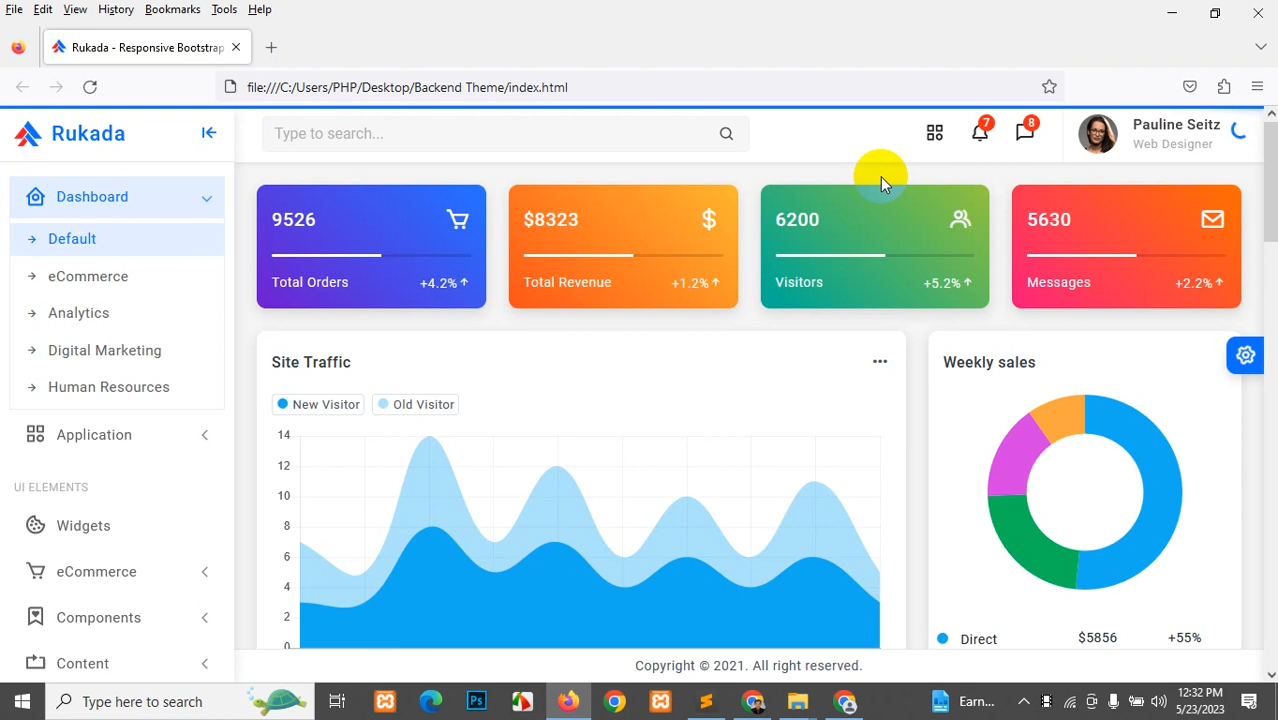 File Edit View History Bookmarks Tools Help
Rukada - Responsive Bootstrap
file:///C:/Users/PHP/Desktop/Backend Theme/index.html
Rukada
Type to search...
7
8
Pauline Seitz
Web Designer
Dashboard
Default
eCommerce
Analytics
Digital Marketing
Human Resources
Application
UI ELEMENTS
Widgets
eCommerce
Components
Content
9526
Total Orders +4.2%
$8323 $
Total Revenue +1.2%
6200
Visitors +5.2%
5630
Messages +2.2%
Site Traffic
New Visitor Old Visitor
14
12
10
8
6
4
2
0
Weekly sales
Direct $5856 +55%
Copyright © 2021. All right reserved.
Type here to search
Ps
Earn...
12:32 PM
5/23/2023